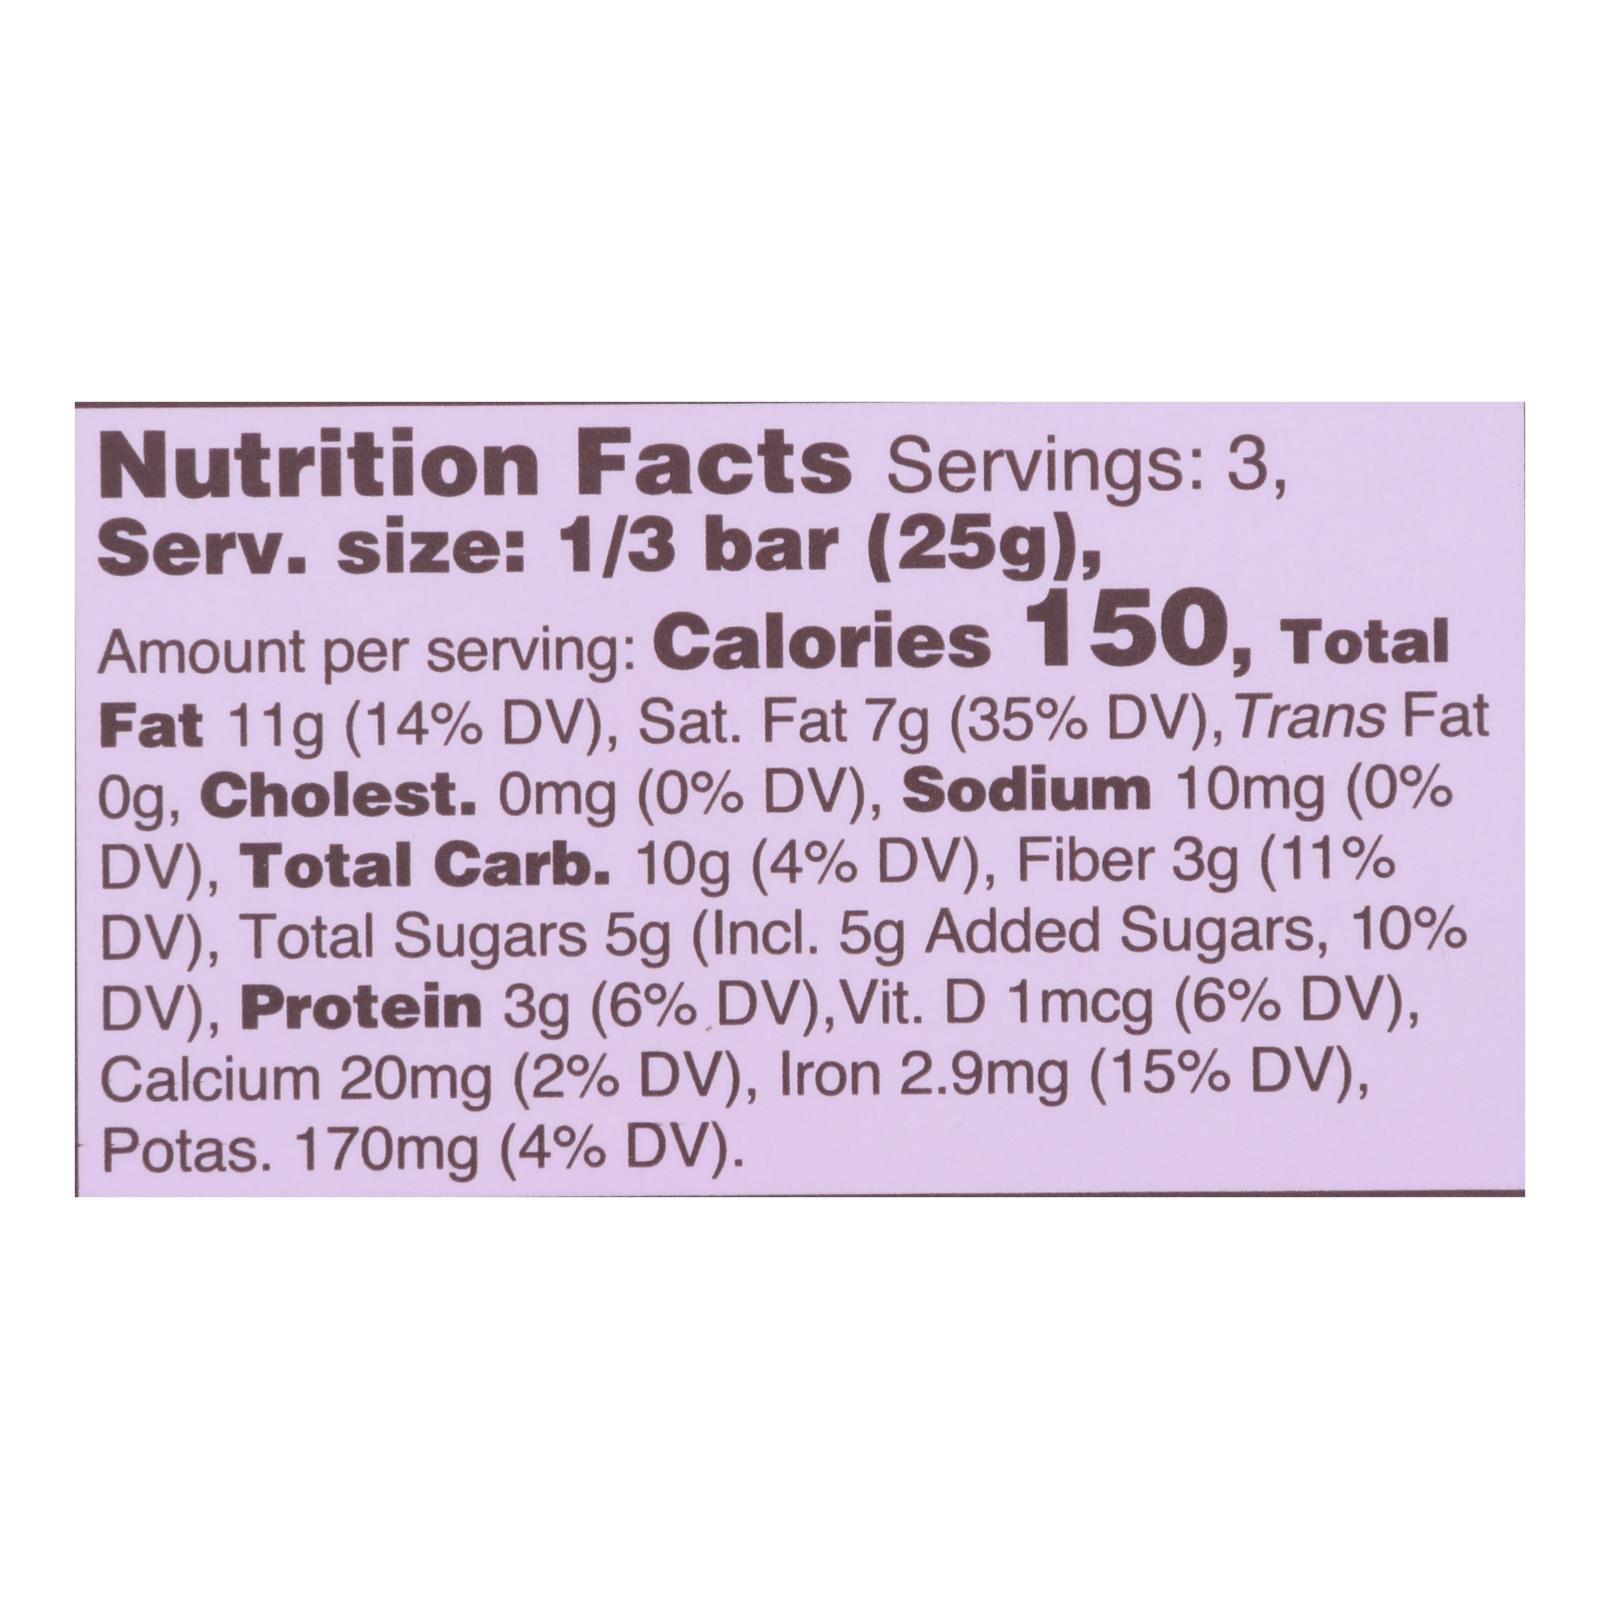 Nutrition Facts Servings: 3,
Serv. size: 1/3 bar (25g),
Amount per serving: Calories 150, Total
Fat 11g (14% DV), Sat. Fat 7g (35% DV), Trans Fat
0g, Cholest. 0mg (0% DV), Sodium 10mg (0%
DV), Total Carb. 10g (4% DV), Fiber 3g (11%
DV), Total Sugars 5g (Incl. 5g Added Sugars, 10%
DV), Protein 3g (6% DV), Vit. D 1mcg (6% DV),
Calcium 20mg (2% DV), Iron 2.9mg (15% DV),
Potas. 170mg (4% DV).